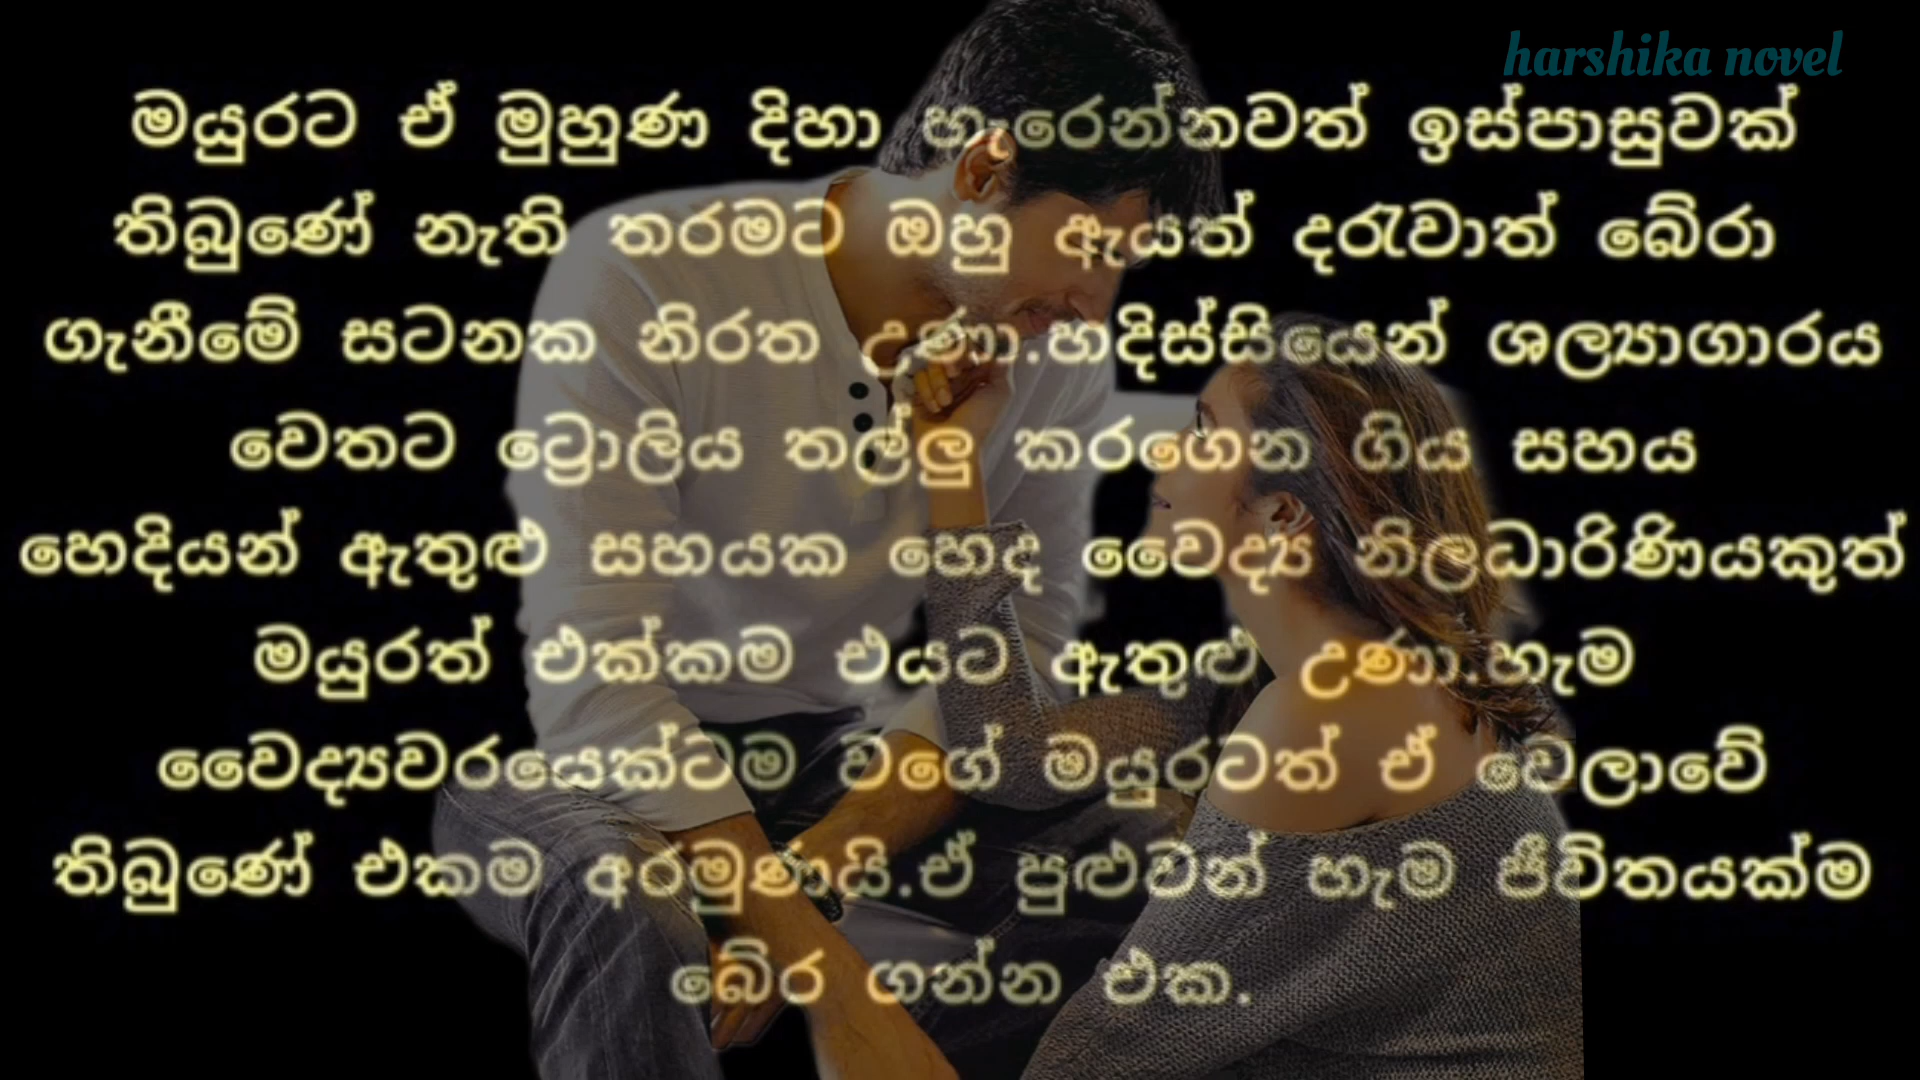 harshika novel
මයුරට ඒ මුහුණ දිහා හැරෙන්නවත් ඉස්පාසුවක්
තිබුණේ නැති තරමට ඔහු ඇයත් දරුවාත් බේරා
ගැනීමේ සටනක නිරත උණා.හදිස්සියෙන් ශල්‍යාගාරය
වෙතට ට්‍රොලිය තල්ලු කරගෙන ගිය සහය
හෙදියන් ඇතුළු සහයක හෙද වෛද්‍ය නිලධාරිණියකුත්
මයුරත් එක්කම එයට ඇතුළු උණා.හැම
වෛද්‍යවරයෙක්ටම වගේ මයුරටත් ඒ වෙලාවේ
තිබුණේ එකම අරමුණයි.ඒ පුළුවන් හැම ජීවිතයක්ම
බේර ගන්න එක.